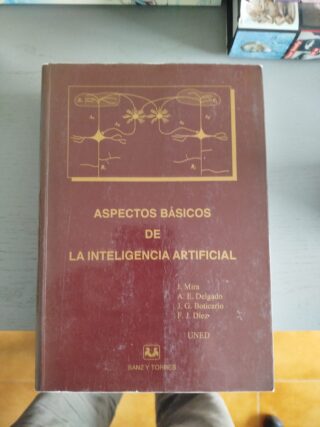 ASPECTOS BÁSICOS
DE
LA INTELIGENCIA ARTIFICIAL
J. Mira
A. E. Delgado
J. G. Boticario
F. J. Díez
UNED
SANZ Y TORRES